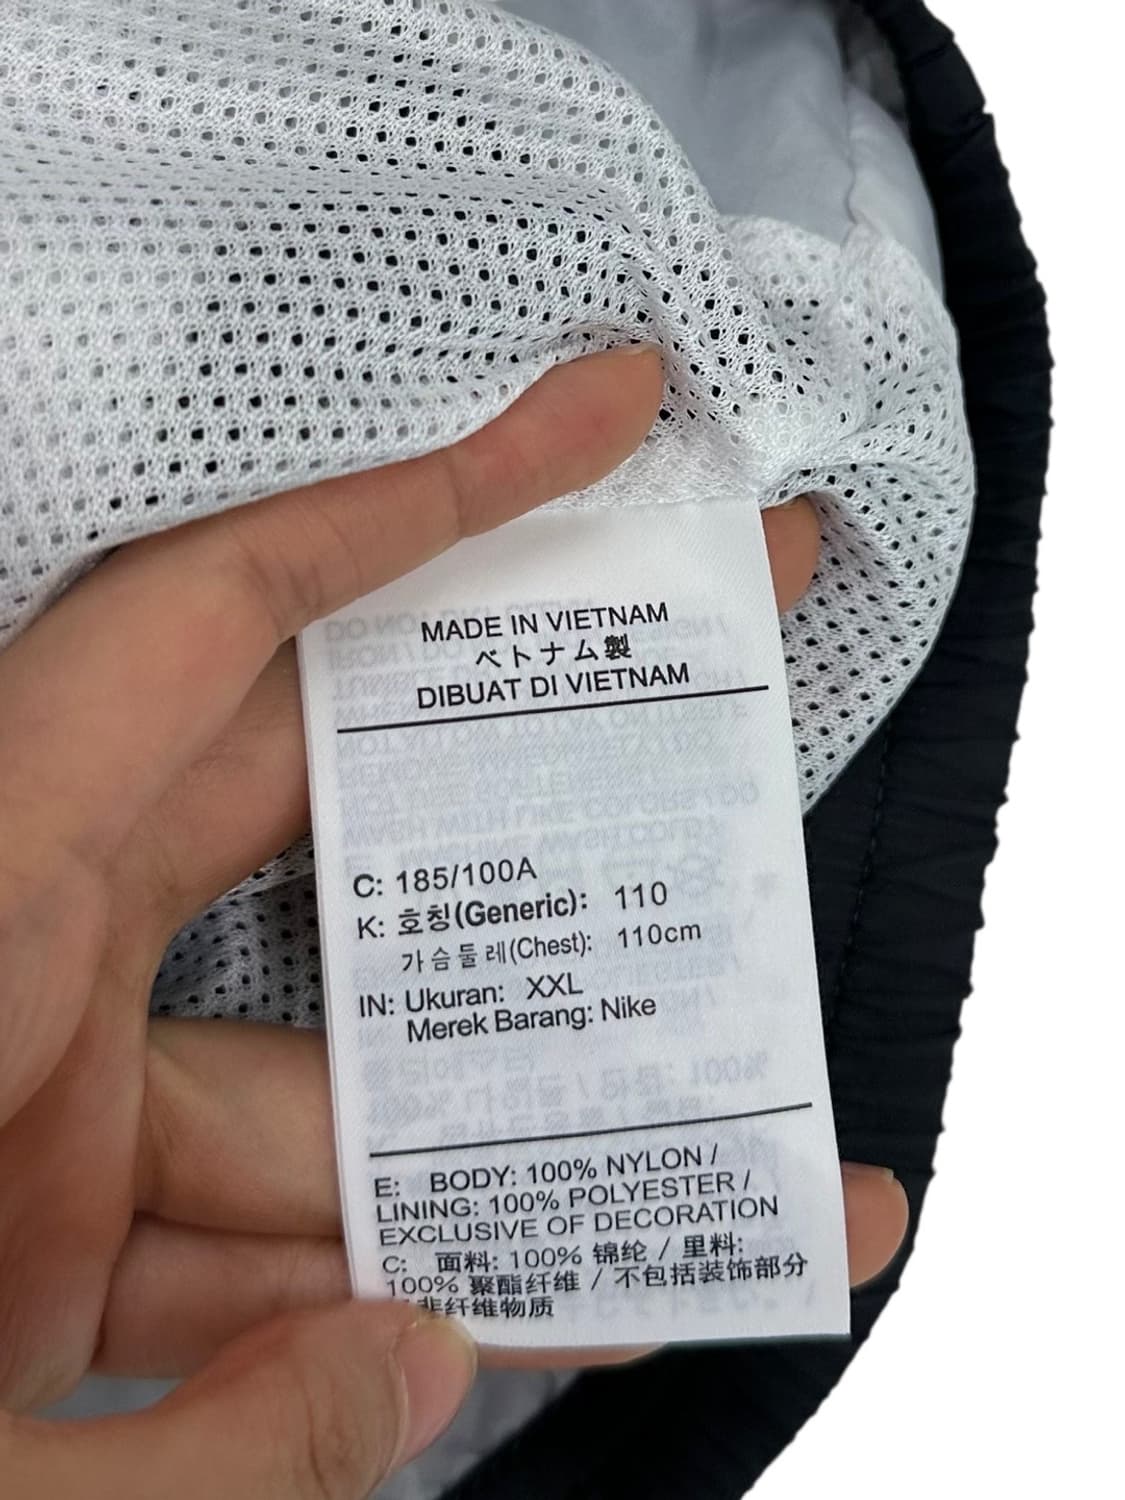 MADE IN VIETNAM
ベトナム製
DIBUAT DI VIETNAM
C: 185/100A
K: 호칭(Generic): 110
가슴둘레(Chest): 110cm
IN: Ukuran: XXL
Merek Barang: Nike
E: BODY: 100% NYLON /
LINING: 100% POLYESTER /
EXCLUSIVE OF DECORATION
C: 面料: 100% 锦纶 / 里料:
100% 聚酯纤维 / 不包括装饰部分
非纤维物质